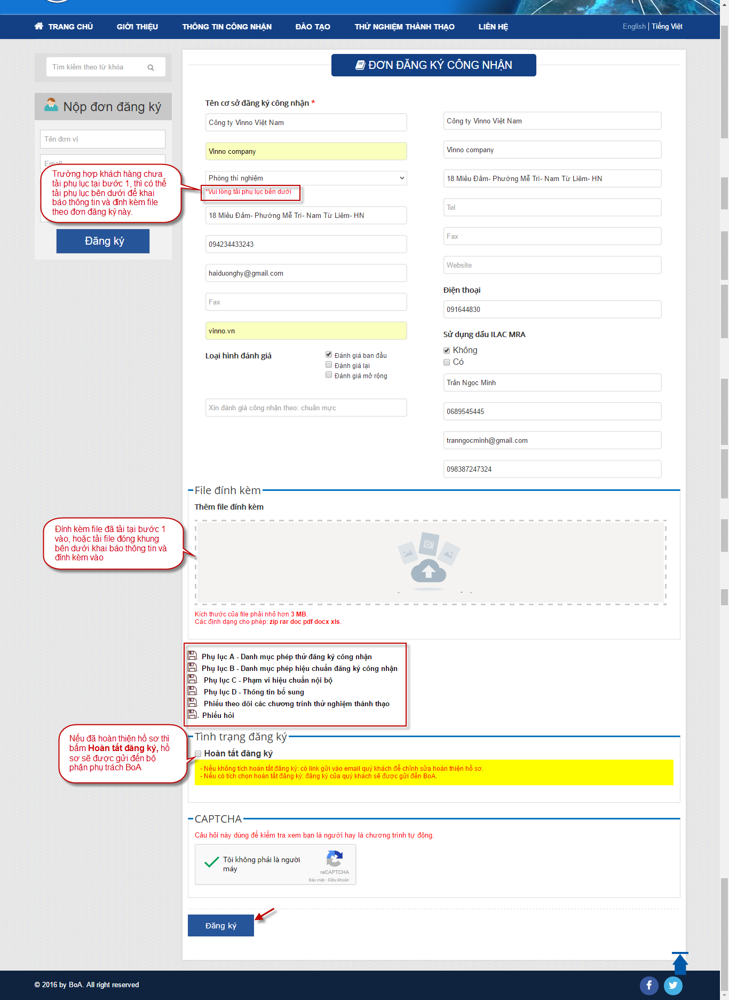 TRANG CHỦ GIỚI THIỆU THÔNG TIN CÔNG NHẬN ĐÀO TẠO THỬ NGHIỆM THÀNH THẠO LIÊN HỆ English | Tiếng Việt
Tìm kiếm theo từ khóa
Nộp đơn đăng ký
Tên đơn vị
Email
Trường hợp khách hàng chưa
tải phụ lục tại bước 1, thì có thể
tải phụ lục bên dưới để khai
báo thông tin và đính kèm file
theo đơn đăng ký này.
Đăng ký
ĐƠN ĐĂNG KÝ CÔNG NHẬN
Tên cơ sở đăng ký công nhận *
Công ty Vinno Việt Nam
Vinno company
Phòng thí nghiệm
*Vui lòng tải phụ lục bên dưới
18 Miếu Đầm- Phường Mễ Trì- Nam Từ Liêm- HN
094234433243
haiduonghy@gmail.com
Fax
vinno.vn
Loại hình đánh giá
Đánh giá ban đầu
Đánh giá lại
Đánh giá mở rộng
Xin đánh giá công nhận theo: chuẩn mực
Công ty Vinno Việt Nam
Vinno company
18 Miếu Đầm- Phường Mễ Trì- Nam Từ Liêm- HN
Tel
Fax
Website
Điện thoại
091644830
Sử dụng dấu ILAC MRA
Không
Có
Trần Ngọc Minh
0689545445
tranngocminh@gmail.com
098387247324
File đính kèm
Thêm file đính kèm
Đính kèm file đã tải tại bước 1
vào, hoặc tải file đóng khung
bên dưới khai báo thông tin và
đính kèm vào
Kích thước của file phải nhỏ hơn 3 MB.
Các định dạng cho phép: zip rar doc pdf docx xls.
Phụ lục A - Danh mục phép thử đăng ký công nhận
Phụ lục B - Danh mục phép hiệu chuẩn đăng ký công nhận
Phụ lục C - Phạm vi hiệu chuẩn nội bộ
Phụ lục D - Thông tin bổ sung
Phiếu theo dõi các chương trình thử nghiệm thành thạo
Phiếu hỏi
Nếu đã hoàn thiện hồ sơ thì
bấm Hoàn tất đăng ký, hồ
sơ sẽ được gửi đến bộ
phận phụ trách BoA
Tình trạng đăng ký
Hoàn tất đăng ký
- Nếu không tích hoàn tất đăng ký: có link gửi vào email quý khách để chỉnh sửa hoàn thiện hồ sơ.
- Nếu có tích chọn hoàn tất đăng ký: đăng ký của quý khách sẽ được gửi đến BoA.
CAPTCHA
Câu hỏi này dùng để kiểm tra xem bạn là người hay là chương trình tự động.
Tôi không phải là người
máy
reCAPTCHA
Bảo mật - Điều khoản
Đăng ký
© 2016 by BoA. All right reserved